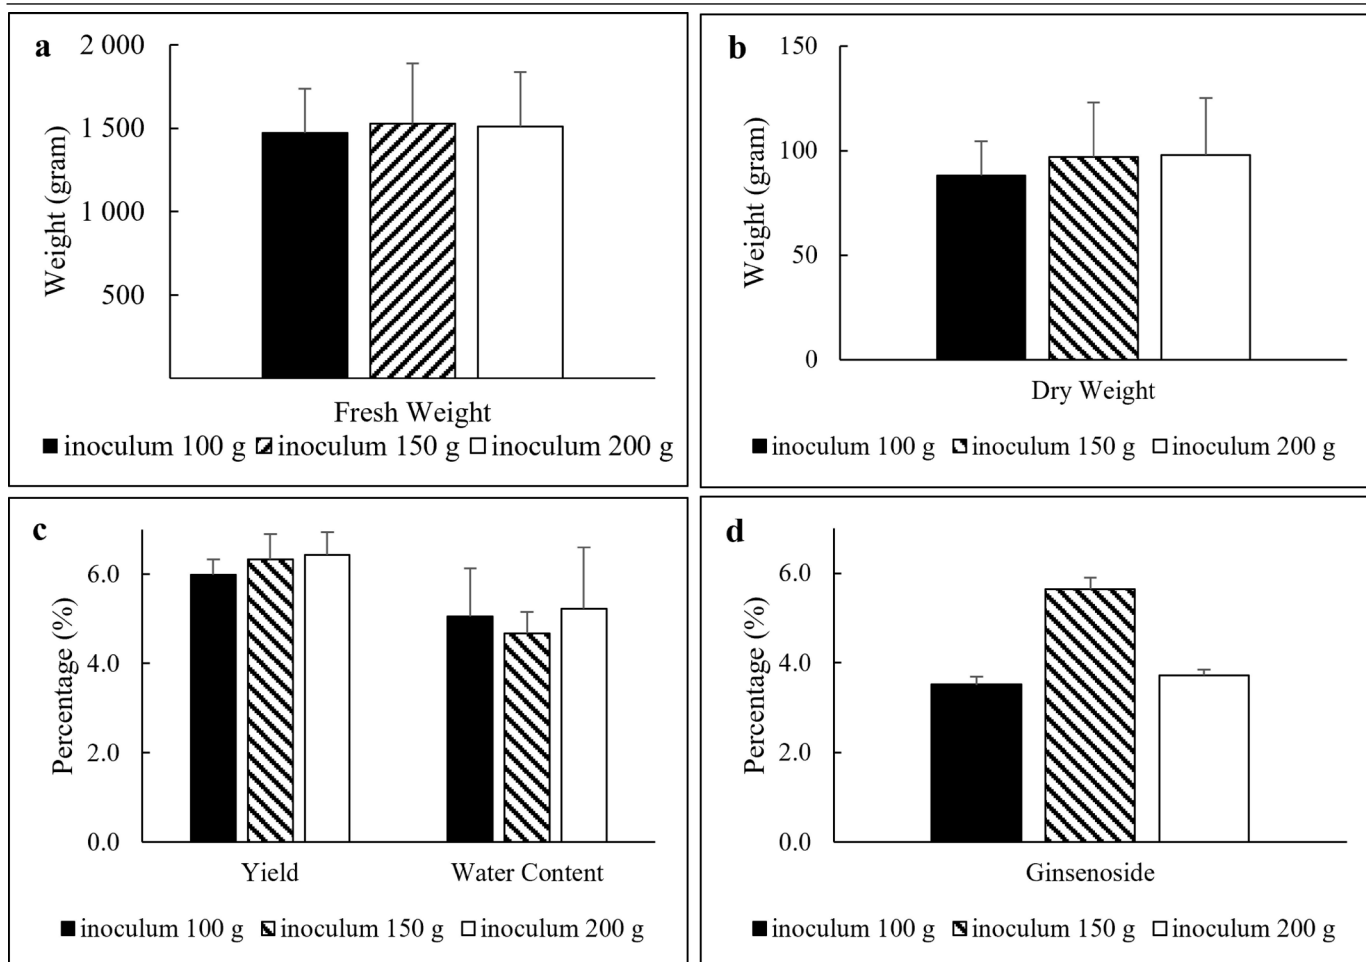 a
2 000
1 500
1 000
500
Weight (gram)
Fresh Weight
inoculum 100 g inoculum 150 g inoculum 200 g
b
150
100
50
0
Weight (gram)
Dry Weight
inoculum 100 g inoculum 150 g inoculum 200 g
c
6.0
4.0
2.0
0.0
Percentage (%)
Yield Water Content
inoculum 100 g inoculum 150 g inoculum 200 g
d
6.0
4.0
2.0
0.0
Percentage (%)
Ginsenoside
inoculum 100 g inoculum 150 g inoculum 200 g